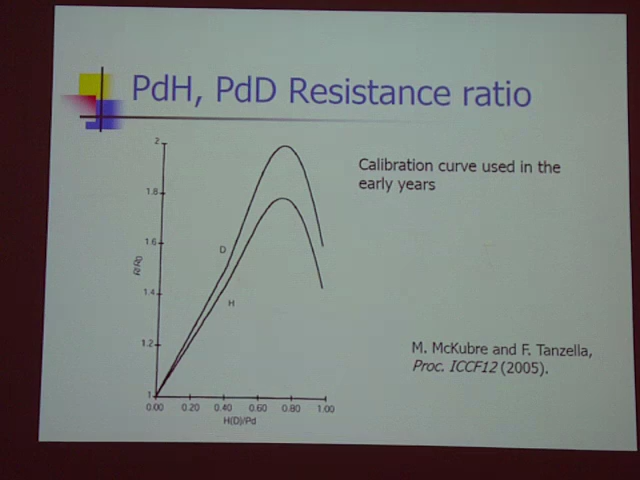 PdH, PdD Resistance ratio
Calibration curve used in the
early years
2
1.8
1.6
1.4
1.2
1
R/R0
D
H
0.00 0.20 0.40 0.60 0.80 1.00
H(D)/Pd
M. McKubre and F. Tanzella,
Proc. ICCF12 (2005).